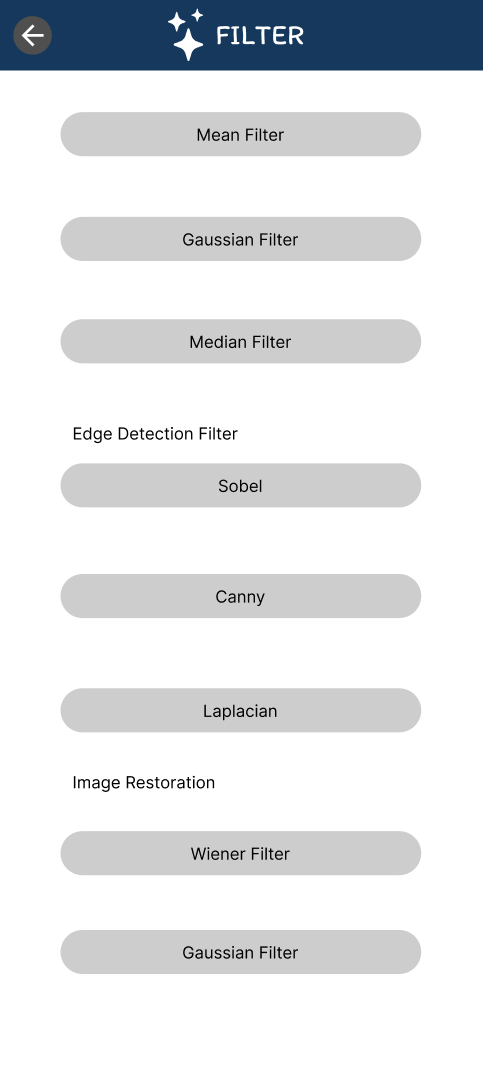 FILTER
Mean Filter
Gaussian Filter
Median Filter
Edge Detection Filter
Sobel
Canny
Laplacian
Image Restoration
Wiener Filter
Gaussian Filter